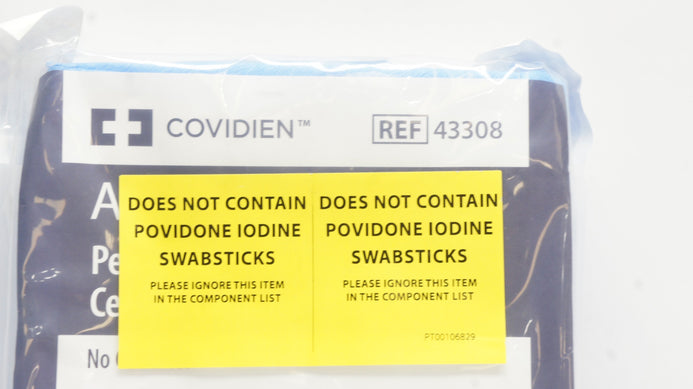 COVIDIEN™
REF 43308
DOES NOT CONTAIN
POVIDONE IODINE
SWABSTICKS
PLEASE IGNORE THIS ITEM
IN THE COMPONENT LIST
DOES NOT CONTAIN
POVIDONE IODINE
SWABSTICKS
PLEASE IGNORE THIS ITEM
IN THE COMPONENT LIST
PT00106829
No